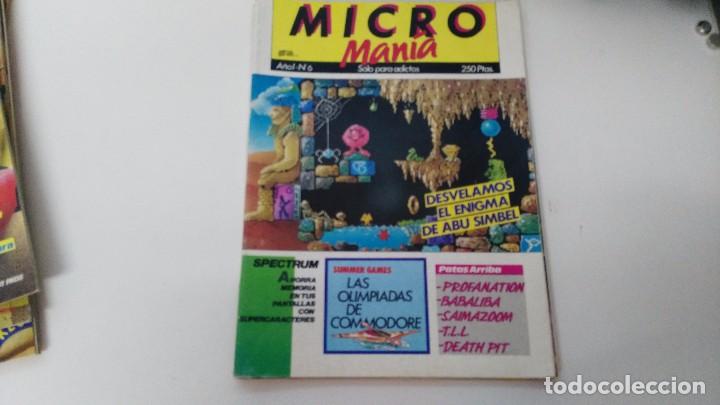 MICRO
Manía
Año I - Nº 6
Sólo para adictos
250 Ptas.
DESVELAMOS
EL ENIGMA
DE ABU SIMBEL
SPECTRUM
AHORRA
MEMORIA
EN TUS
PANTALLAS
CON
SUPERCARACTERES
SUMMER GAMES
LAS
OLIMPIADAS
DE
COMMODORE
Patas Arriba
-PROFANATION
-BABALIBA
-SAIMAZOOM
-T.L.L
-DEATH PIT
todocoleccion
todocoleccion.net